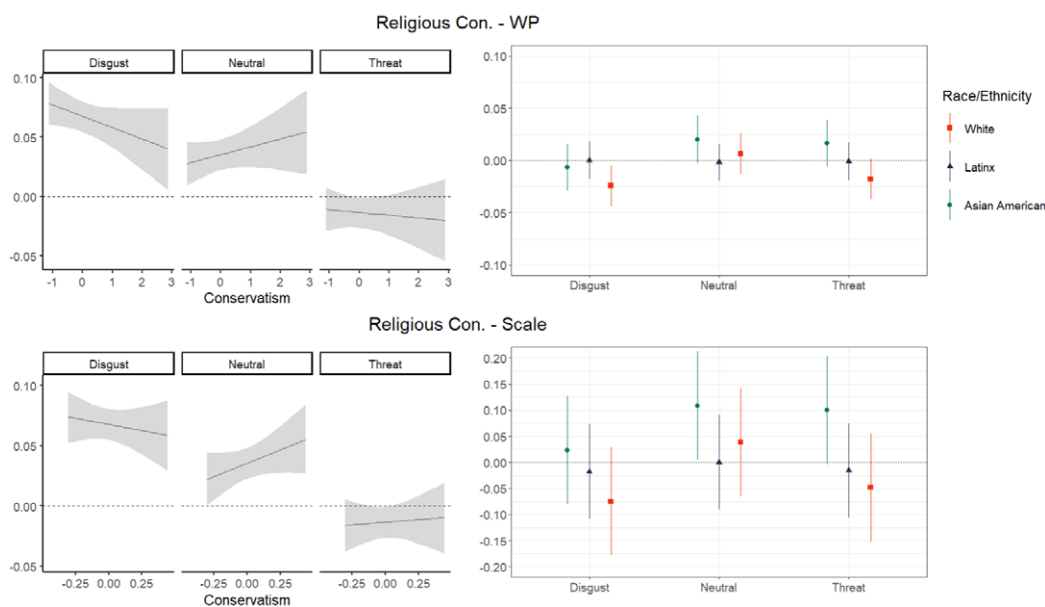 Religious Con. - WP
Disgust Neutral Threat
0.10
0.05
0.00
-0.05
-1 0 1 2 3 -1 0 1 2 3 -1 0 1 2 3
Conservatism
0.10
0.05
0.00
-0.05
-0.10
Disgust Neutral Threat
Race/Ethnicity
White
Latinx
Asian American
Religious Con. - Scale
Disgust Neutral Threat
0.10
0.05
0.00
-0.05
-0.25 0.00 0.25 -0.25 0.00 0.25 -0.25 0.00 0.25
Conservatism
0.20
0.15
0.10
0.05
0.00
-0.05
-0.10
-0.15
-0.20
Disgust Neutral Threat